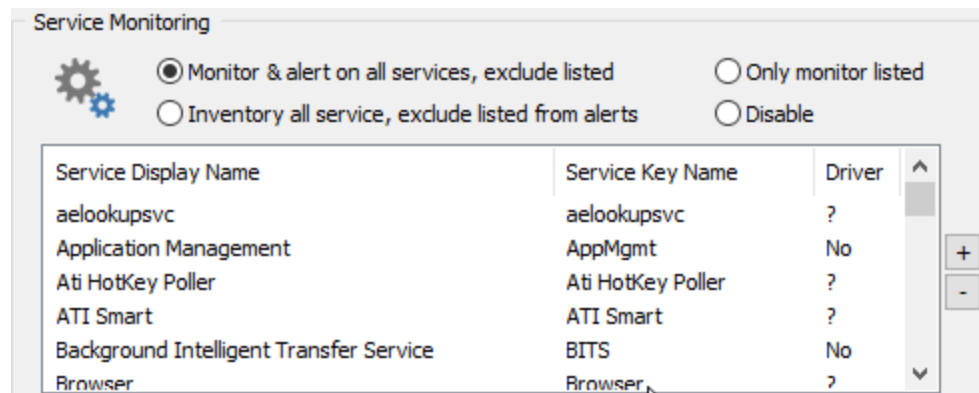 Service Monitoring
Monitor & alert on all services, exclude listed Only monitor listed
Inventory all service, exclude listed from alerts Disable
Service Display Name Service Key Name Driver
aelookupsvc aelookupsvc ?
Application Management AppMgmt No
Ati HotKey Poller Ati HotKey Poller ?
ATI Smart ATI Smart ?
Background Intelligent Transfer Service BITS No
Browser Browser ?
+
-